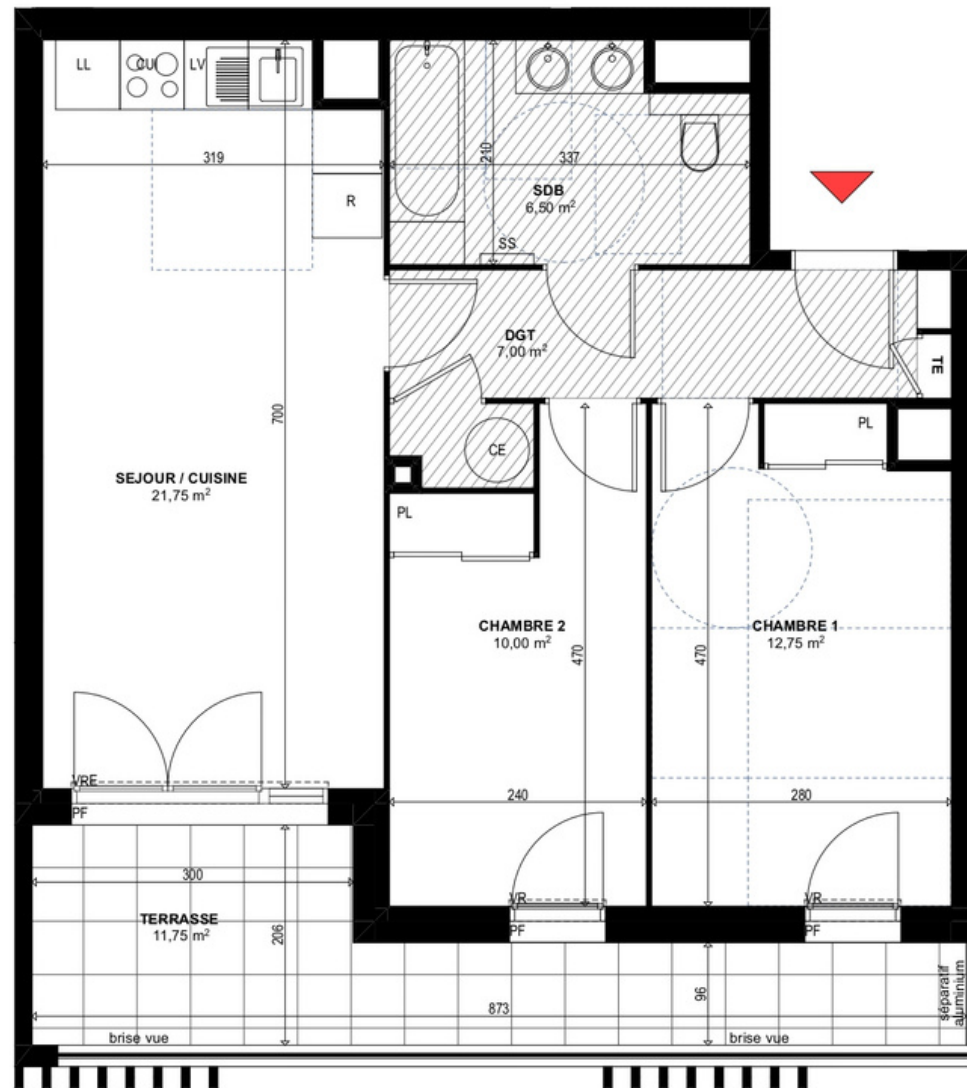 LL
CUI
LV
319
210
337
SDB
6,50 m²
R
SS
DGT
7,00 m²
TE
700
CE
PL
PL
SEJOUR / CUISINE
21,75 m²
CHAMBRE 2
10,00 m²
470
470
CHAMBRE 1
12,75 m²
VRE
PF
240
280
300
VR
PF
VR
PF
TERRASSE
11,75 m²
206
96
séparatif
aluminium
873
brise vue
brise vue